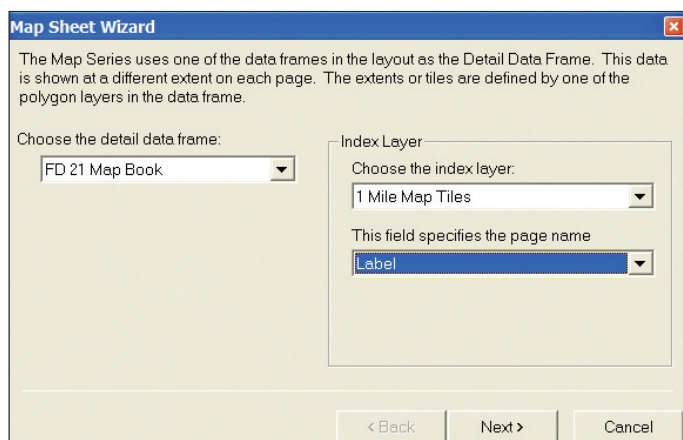 Map Sheet Wizard
The Map Series uses one of the data frames in the layout as the Detail Data Frame. This data
is shown at a different extent on each page. The extents or tiles are defined by one of the
polygon layers in the data frame.
Choose the detail data frame:
FD 21 Map Book
Index Layer
Choose the index layer:
1 Mile Map Tiles
This field specifies the page name
Label
< Back
Next >
Cancel